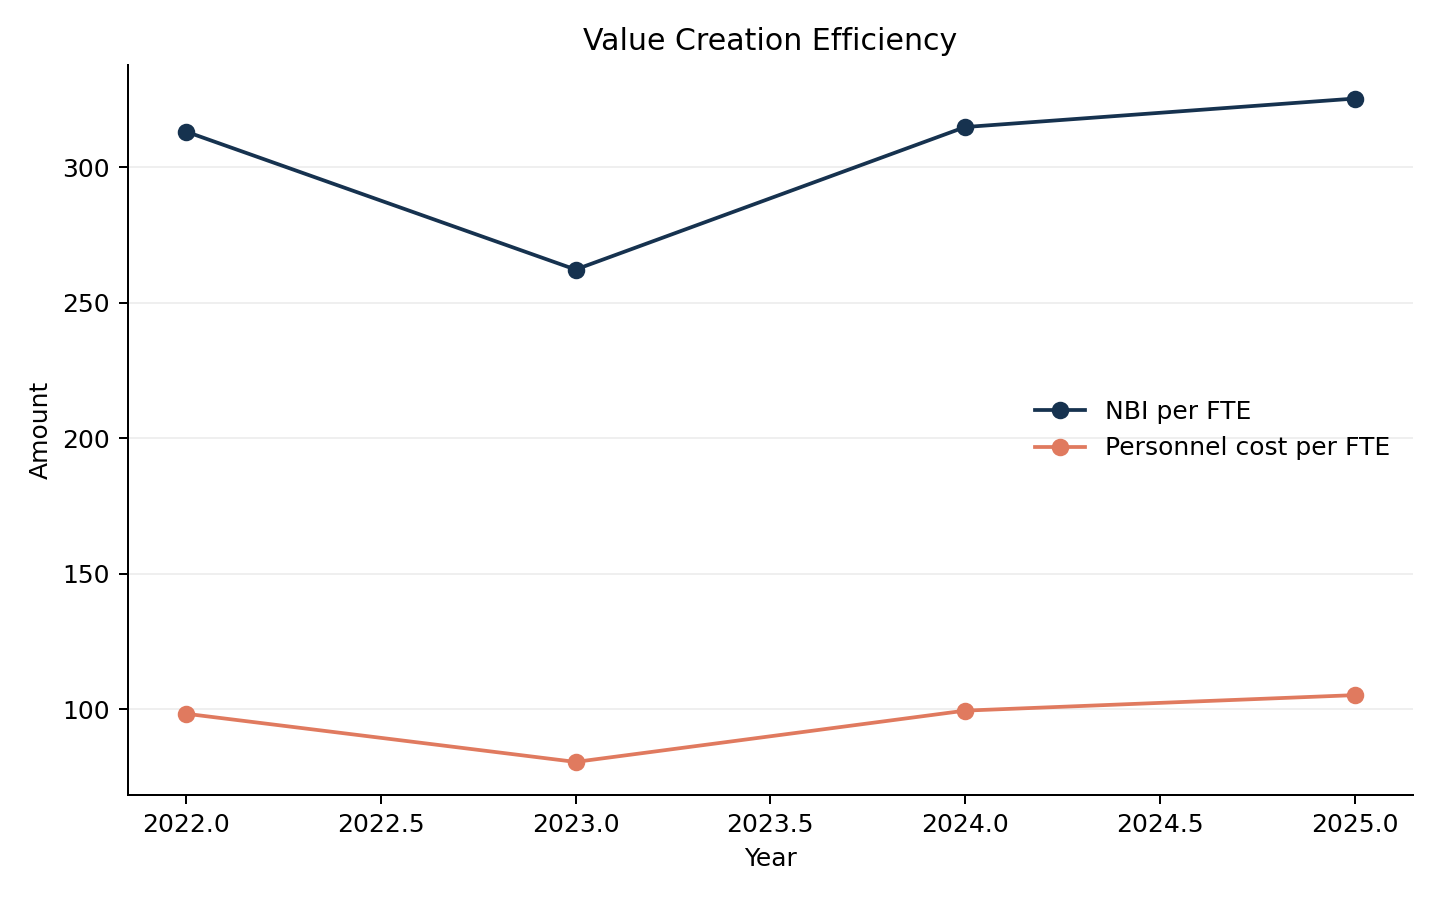 Value Creation Efficiency
Amount
300
250
200
150
100
NBI per FTE
Personnel cost per FTE
2022.0 2022.5 2023.0 2023.5 2024.0 2024.5 2025.0
Year